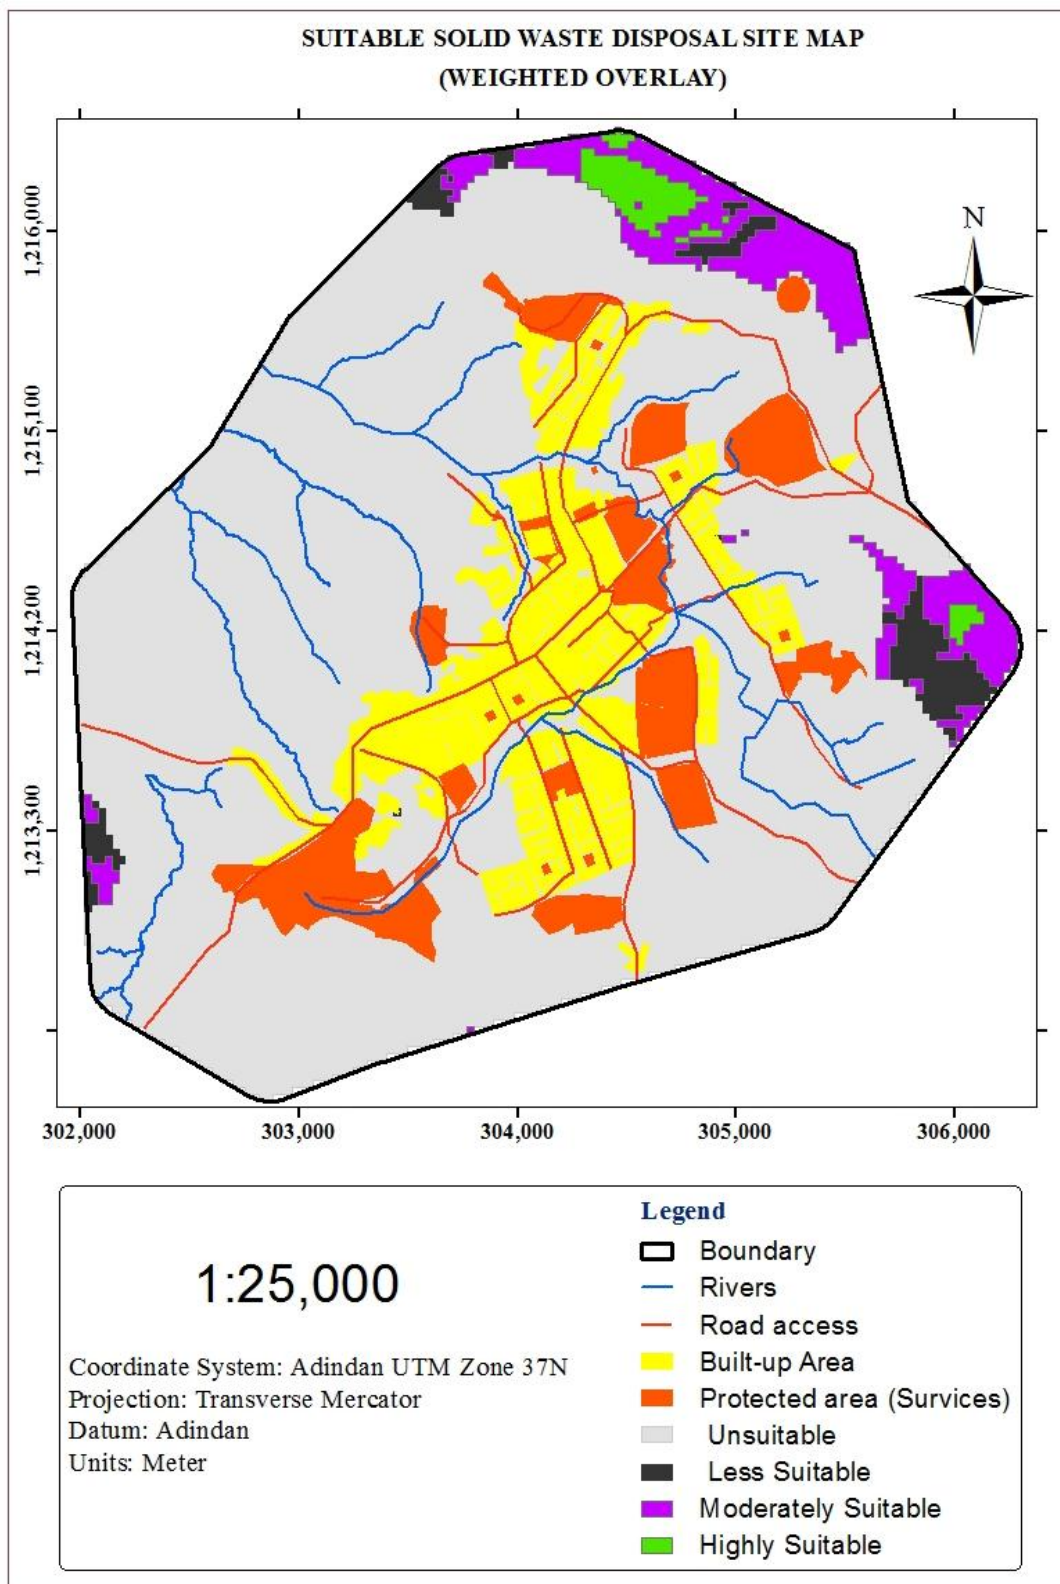 SUITABLE SOLID WASTE DISPOSAL SITE MAP
(WEIGHTED OVERLAY)
N
1,216,000
1,215,100
1,214,200
1,213,300
302,000 303,000 304,000 305,000 306,000
1:25,000
Coordinate System: Adindan UTM Zone 37N
Projection: Transverse Mercator
Datum: Adindan
Units: Meter
Legend
Boundary
Rivers
Road access
Built-up Area
Protected area (Survices)
Unsuitable
Less Suitable
Moderately Suitable
Highly Suitable